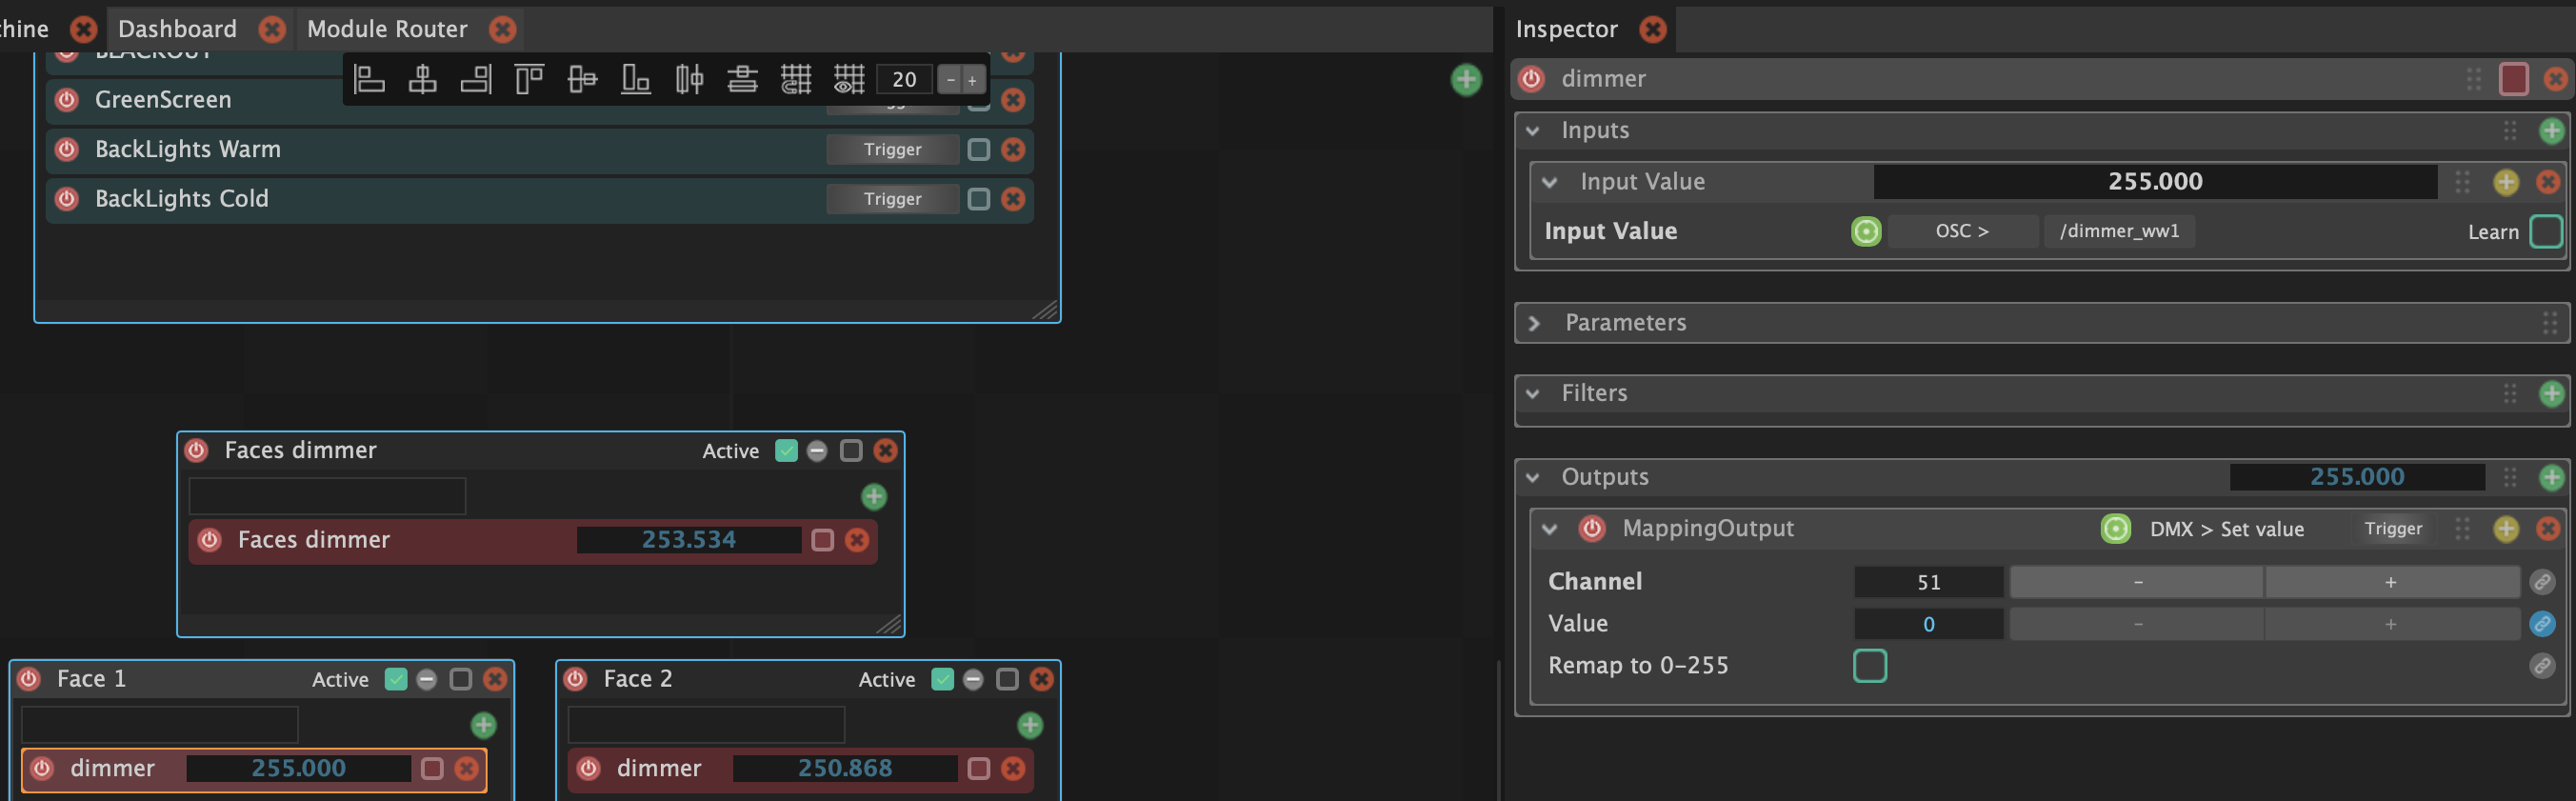 hine Dashboard Module Router
BLACKOUT
20 - +
GreenScreen
BackLights Warm Trigger
BackLights Cold Trigger
Faces dimmer Active
Faces dimmer 253.534
Face 1 Active
dimmer 255.000
Face 2 Active
dimmer 250.868
Inspector
dimmer
Inputs
Input Value 255.000
Input Value OSC > /dimmer_ww1 Learn
Parameters
Filters
Outputs 255.000
MappingOutput DMX > Set value Trigger
Channel 51 - +
Value 0 - +
Remap to 0-255